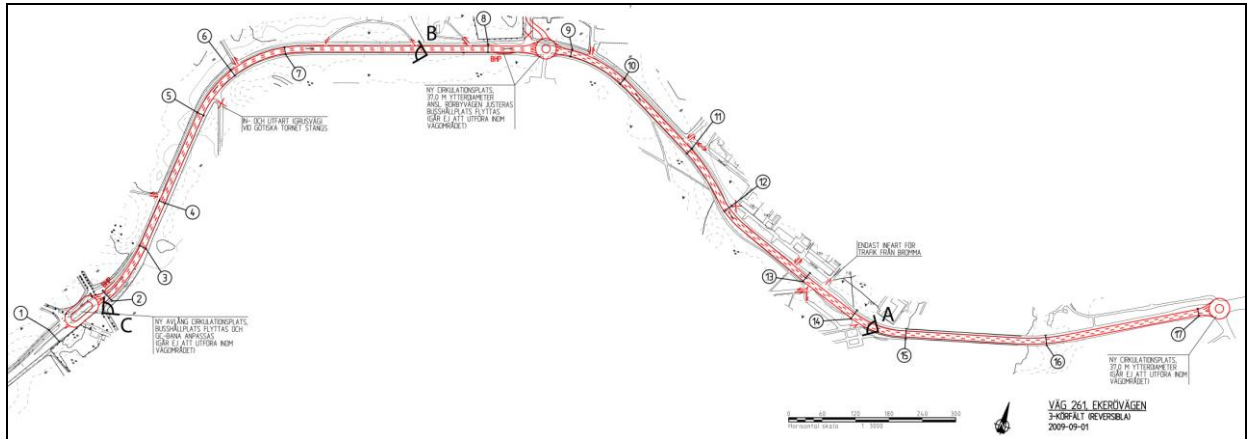 6
7
B
8
9
10
BHP
NY CIRKULATIONSPLATS,
37,0 M YTTERDIAMETER
ANSL. BORBYVÄGEN JUSTERAS
BUSSHÅLLPLATS FLYTTAS
(GÅR EJ ATT UTFÖRA INOM
VÄGOMRÅDET)
5
IN- OCH UTFART (GRUSVÄG)
VID GOTISKA TORNET STÄNGS
11
4
12
3
ENDAST INFART FÖR
TRAFIK FRÅN BROMMA
13
2
C
1
NY AVLÅNG CIRKULATIONSPLATS,
BUSSHÅLLPLATS FLYTTAS OCH
GC-BANA ANPASSAS
(GÅR EJ ATT UTFÖRA INOM
VÄGOMRÅDET)
14
A
15
16
17
NY CIRKULATIONSPLATS,
37,0 M YTTERDIAMETER
(GÅR EJ ATT UTFÖRA INOM
VÄGOMRÅDET)
0 60 120 180 240 300
Horisontal skala 1 : 3000
VÄG 261, EKERÖVÄGEN
3-KÖRFÄLT (REVERSIBLA)
2009-09-01